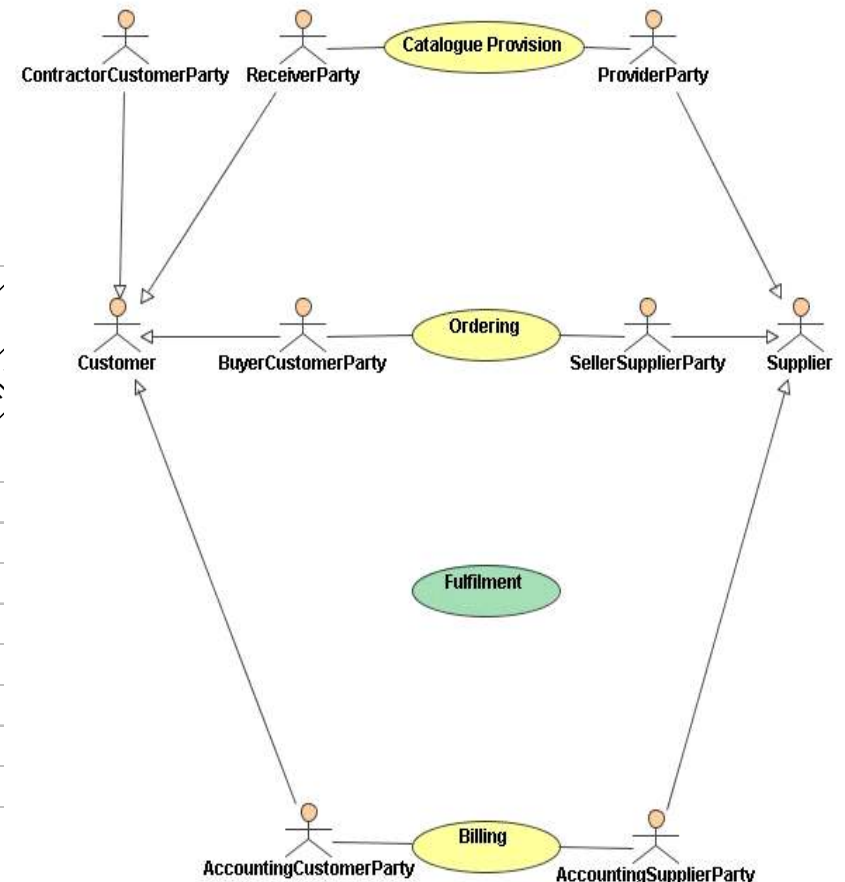 Catalogue Provision
ContractorCustomerParty
ReceiverParty
ProviderParty
Ordering
Customer
BuyerCustomerParty
SellerSupplierParty
Supplier
Fulfilment
Billing
AccountingCustomerParty
AccountingSupplierParty